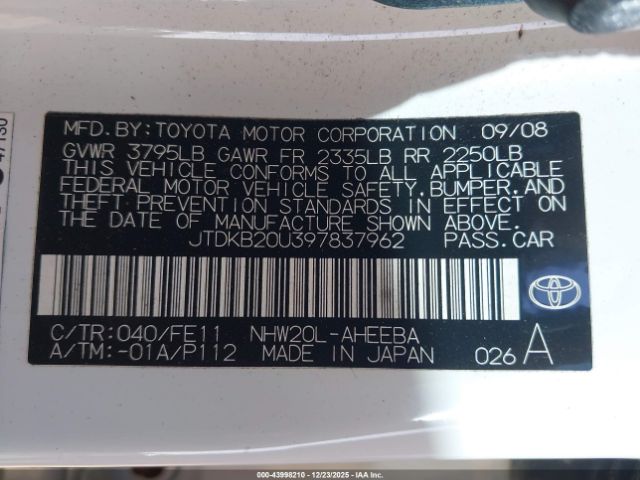 MFD.BY:TOYOTA MOTOR CORPORATION 09/08
GVWR 3795LB GAWR FR 2335LB RR 2250LB
THIS VEHICLE CONFORMS TO ALL APPLICABLE
FEDERAL MOTOR VEHICLE SAFETY,BUMPER,AND
THEFT PREVENTION STANDARDS IN EFFECT ON
THE DATE OF MANUFACTURE SHOWN ABOVE.
JTDKB20U397837962 PASS.CAR
C/TR:040/FE11 NHW20L-AHEEBA
A/TM:-01A/P112 MADE IN JAPAN 026 A
47130
000-43998210 - 12/23/2025 - IAAI.com